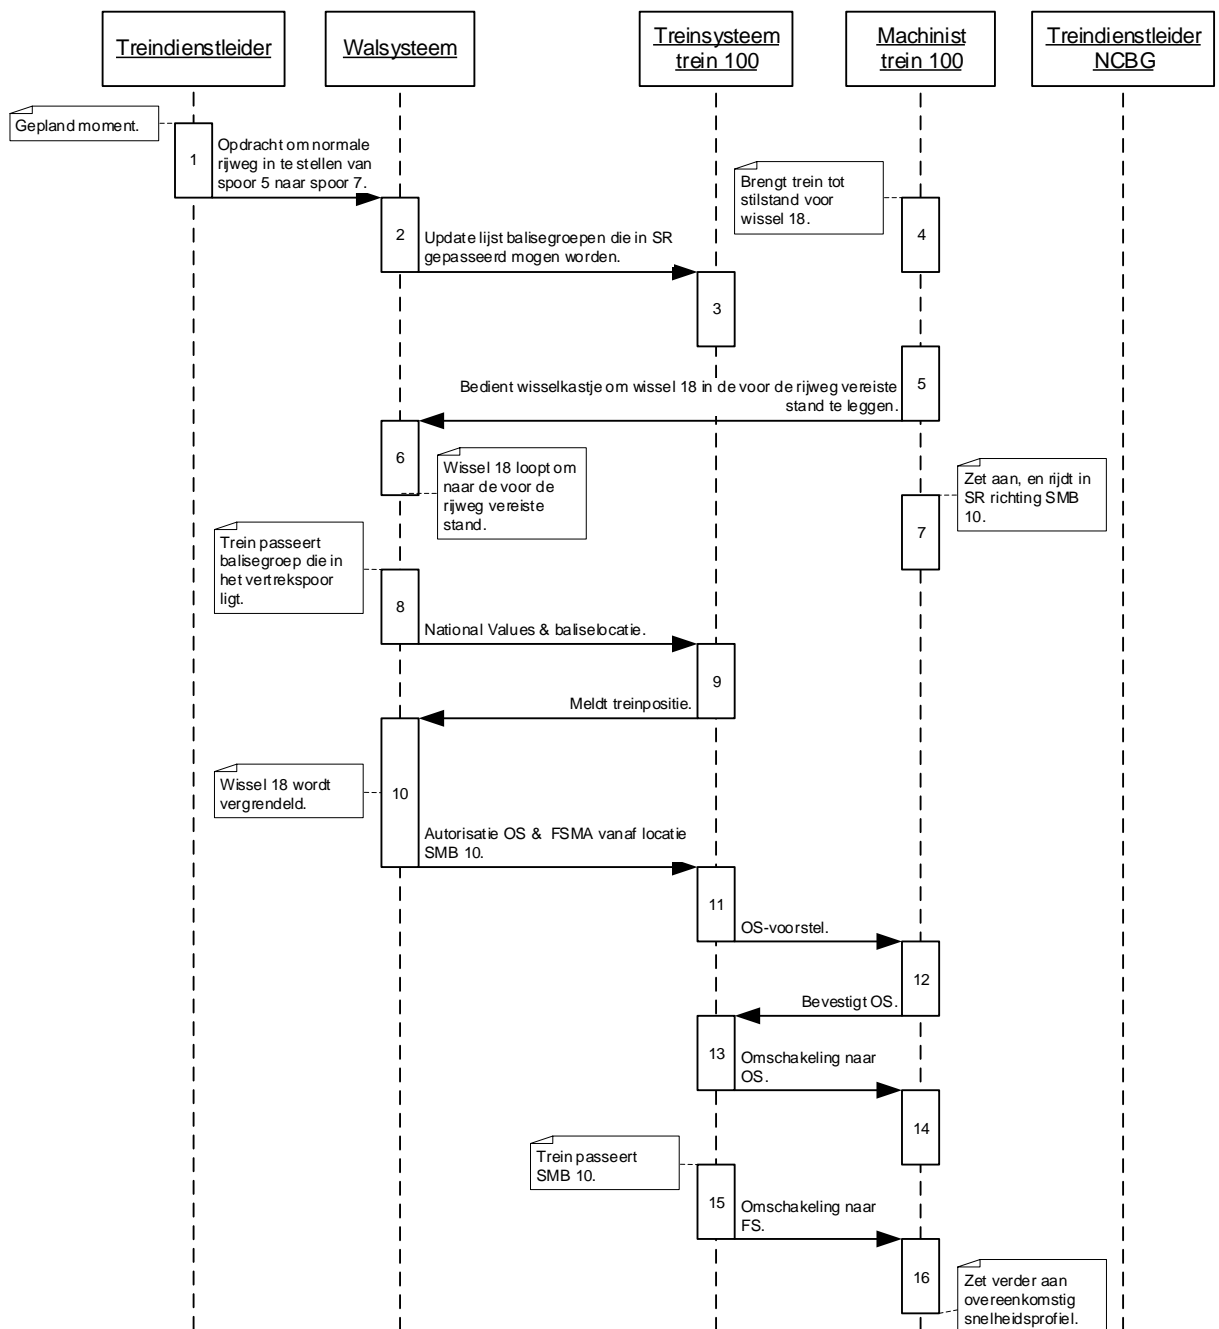 Treindienstleider
Walsysteem
Treinsysteem
trein 100
Machinist
trein 100
Treindienstleider
NCBG
Gepland moment.
1
Opdracht om normale
rijweg in te stellen van
spoor 5 naar spoor 7.
Brengt trein tot
stilstand voor
wissel 18.
4
2
Update lijst balisegroepen die in SR
gepasseerd mogen worden.
3
5
Bedient wisselkastje om wissel 18 in de voor de rijweg vereiste
stand te leggen.
6
Wissel 18 loopt om
naar de voor de
rijweg vereiste
stand.
Zet aan, en rijdt in
SR richting SMB
10.
7
Trein passeert
balisegroep die in
het vertrekspoor
ligt.
8
National Values & baliselocatie.
9
Meldt treinpositie.
Wissel 18 wordt
vergrendeld.
10
Autorisatie OS & FSMA vanaf locatie
SMB 10.
11
OS-voorstel.
12
Bevestigt OS.
13
Omschakeling naar
OS.
14
Trein passeert
SMB 10.
15
Omschakeling naar
FS.
16
Zet verder aan
overeenkomstig
snelheidsprofiel.